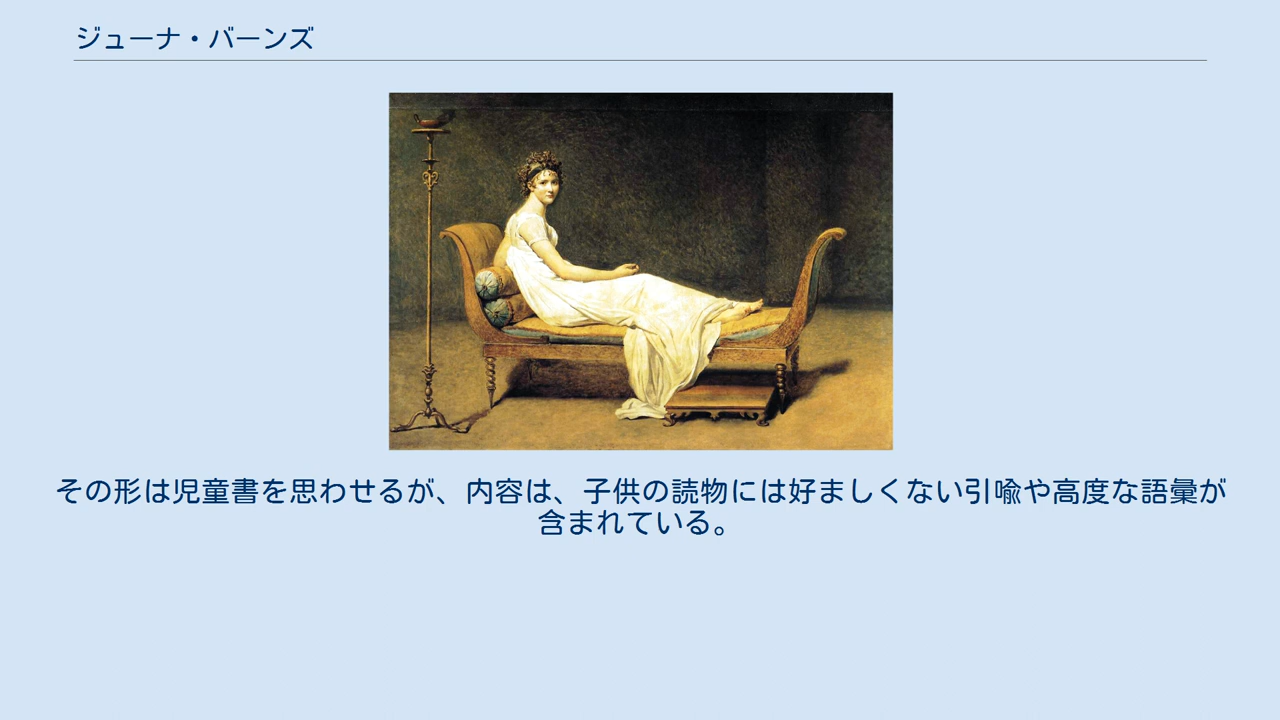 ジューナ・バーンズ
その形は児童書を思わせるが、内容は、子供の読物には好ましくない引喩や高度な語彙が
含まれている。